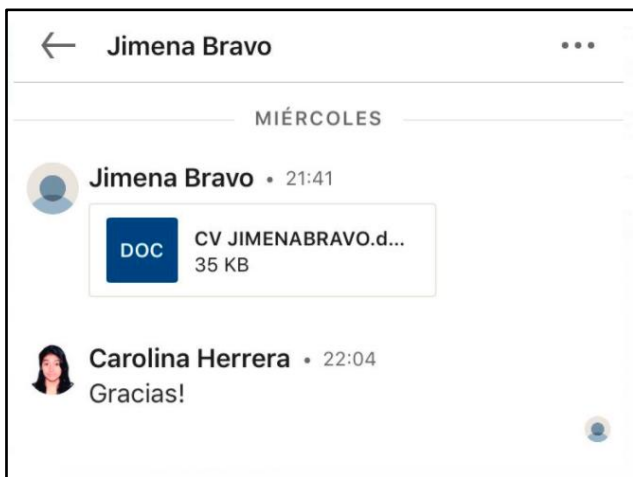 Jimena Bravo
MIÉRCOLES
Jimena Bravo • 21:41
DOC
CV JIMENABRAVO.d...
35 KB
Carolina Herrera • 22:04
Gracias!